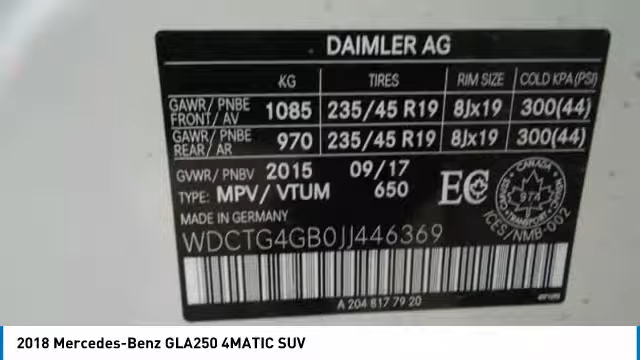 DAIMLER AG
KG TIRES RIM SIZE COLD KPA (PSI)
GAWR/ PNBE FRONT/ AV 1085 235/45 R19 8Jx19 300(44)
GAWR/ PNBE REAR/ AR 970 235/45 R19 8Jx19 300(44)
GVWR/ PNBV 2015 09/17
TYPE: MPV/ VTUM 650
EC
CANADA
974
TRANSPORT
ICES/NMB-002
MADE IN GERMANY
WDCTG4GB0JJ446369
A 204 817 79 20
2018 Mercedes-Benz GLA250 4MATIC SUV